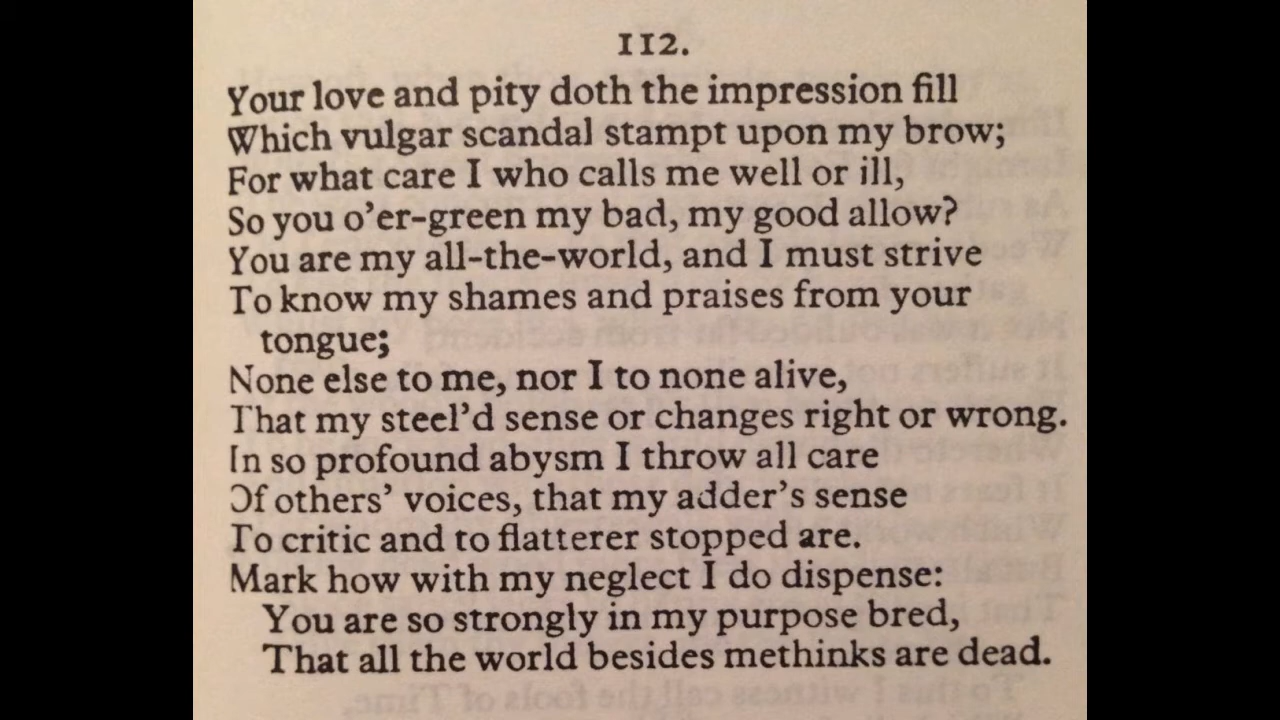 112.
Your love and pity doth the impression fill
Which vulgar scandal stampt upon my brow;
For what care I who calls me well or ill,
So you o’er-green my bad, my good allow?
You are my all-the-world, and I must strive
To know my shames and praises from your
tongue;
None else to me, nor I to none alive,
That my steel’d sense or changes right or wrong.
In so profound abysm I throw all care
Of others’ voices, that my adder’s sense
To critic and to flatterer stopped are.
Mark how with my neglect I do dispense:
You are so strongly in my purpose bred,
That all the world besides methinks are dead.